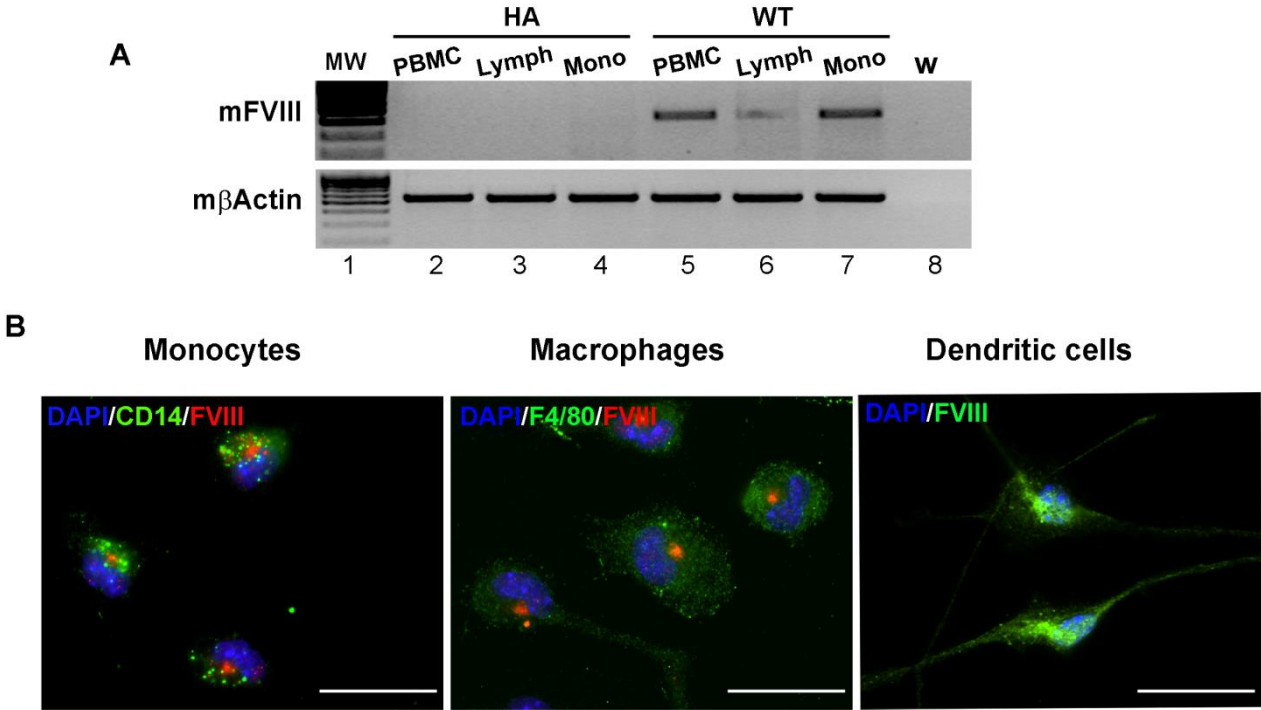 A
HA WT
MW PBMC Lymph Mono PBMC Lymph Mono w
mFVIII
mβActin
1 2 3 4 5 6 7 8
B
Monocytes Macrophages Dendritic cells
DAPI/CD14/FVIII DAPI/F4/80/FVIII DAPI/FVIII